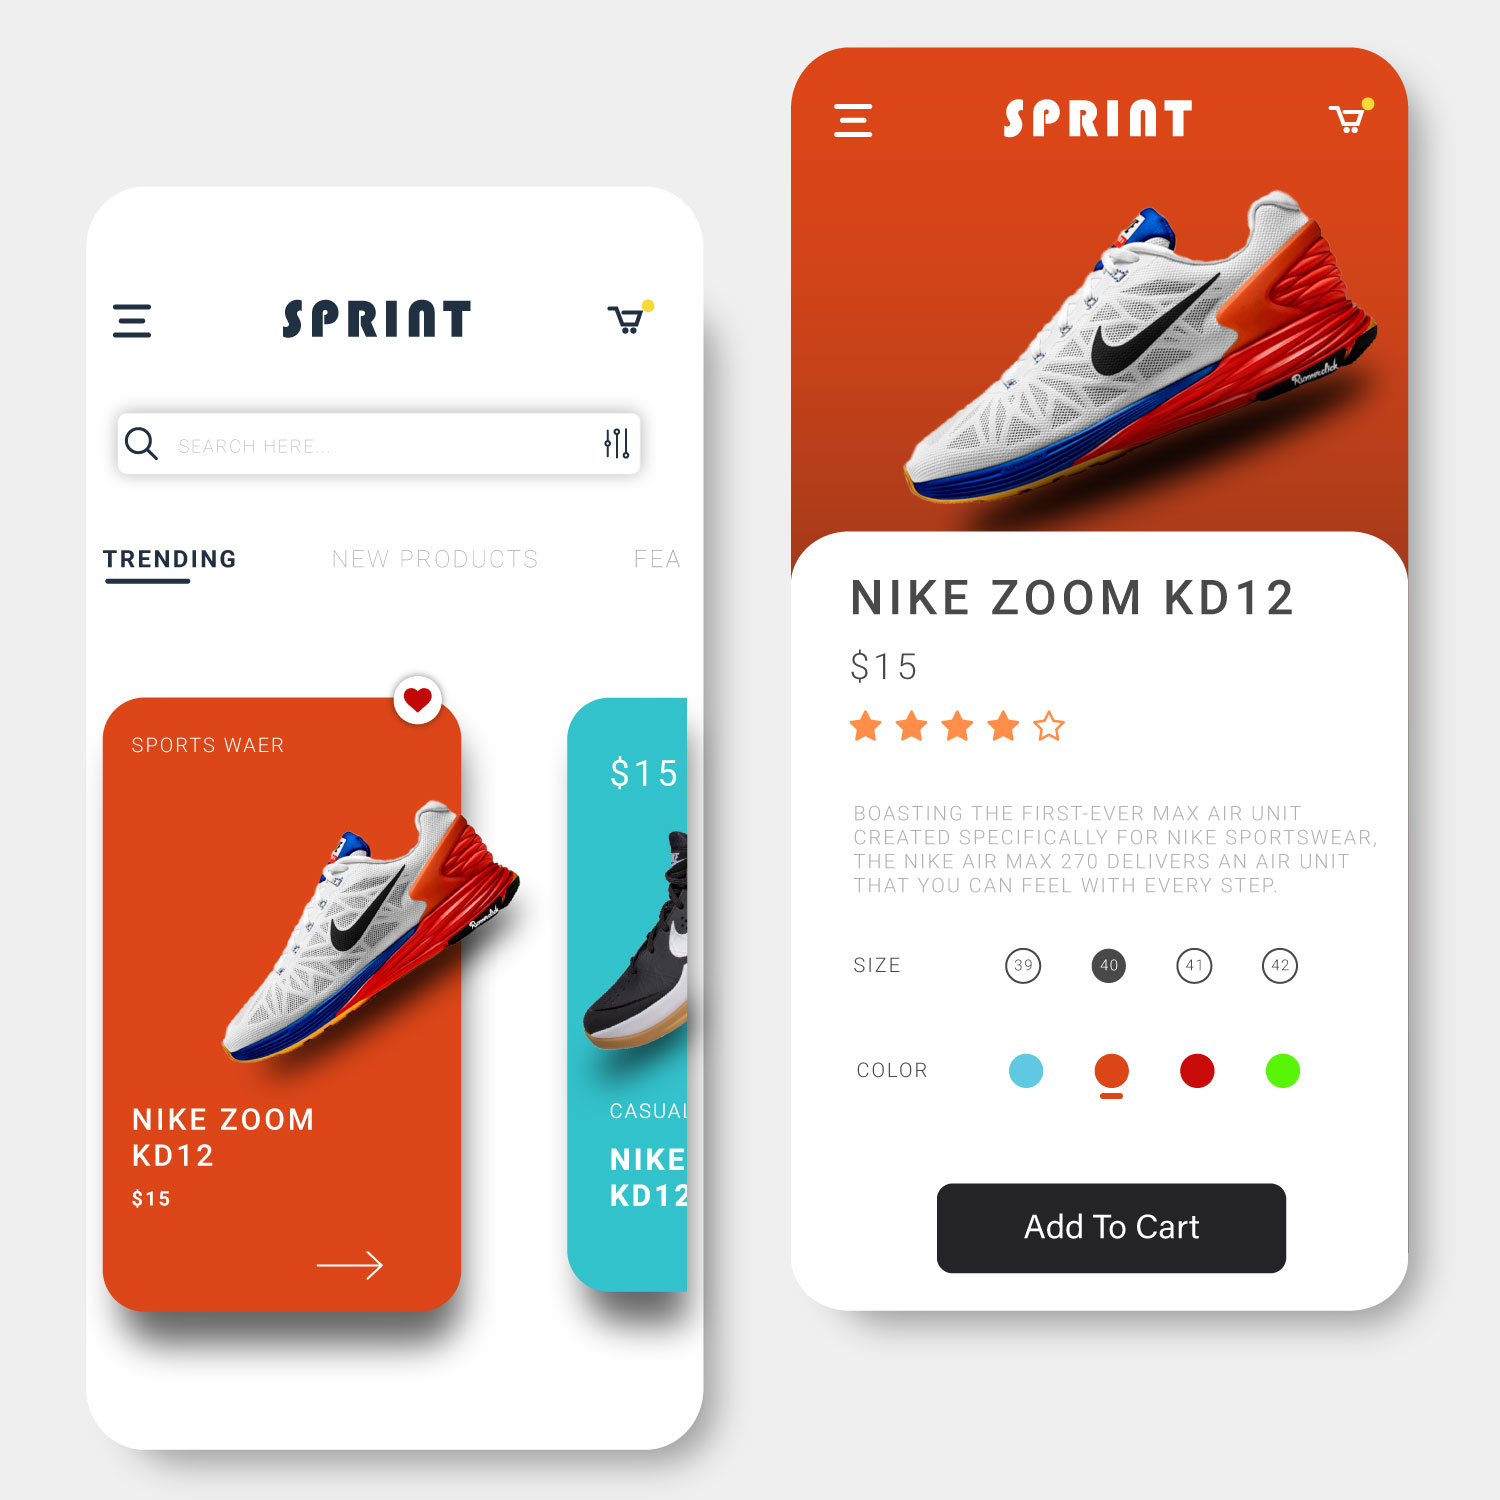 SPRINT
SEARCH HERE...
TRENDING
NEW PRODUCTS
FEA
SPORTS WAER
Runnerclick
NIKE ZOOM
KD12
$15
$15
CASUAL
NIKE
KD12
SPRINT
Runnerclick
NIKE ZOOM KD12
$15
BOASTING THE FIRST-EVER MAX AIR UNIT
CREATED SPECIFICALLY FOR NIKE SPORTSWEAR,
THE NIKE AIR MAX 270 DELIVERS AN AIR UNIT
THAT YOU CAN FEEL WITH EVERY STEP.
SIZE 39 40 41 42
COLOR
Add To Cart